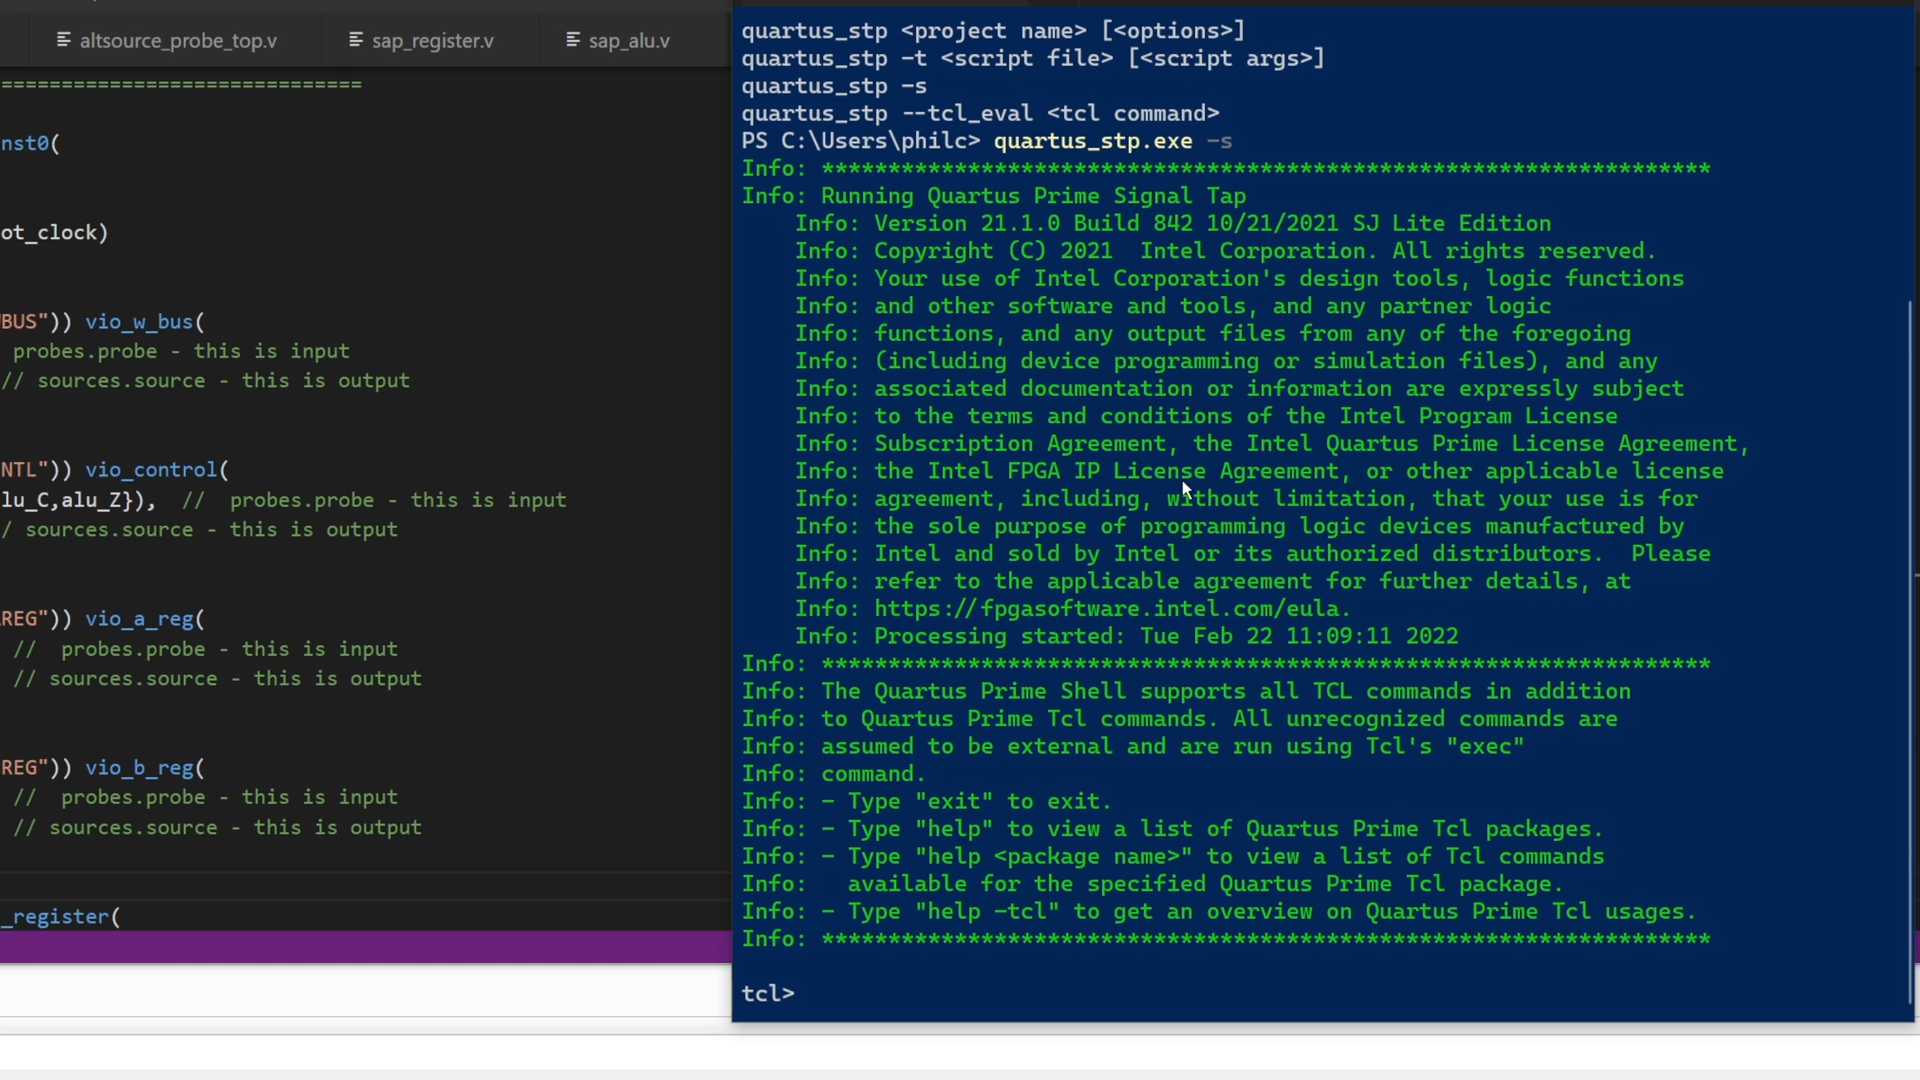 altsource_probe_top.v
sap_register.v
sap_alu.v
==============================
nst0(
ot_clock)
BUS")) vio_w_bus(
probes.probe - this is input
// sources.source - this is output
NTL")) vio_control(
lu_C,alu_Z}), // probes.probe - this is input
/ sources.source - this is output
REG")) vio_a_reg(
// probes.probe - this is input
// sources.source - this is output
REG")) vio_b_reg(
// probes.probe - this is input
// sources.source - this is output
_register(
quartus_stp <project name> [<options>]
quartus_stp -t <script file> [<script args>]
quartus_stp -s
quartus_stp --tcl_eval <tcl command>
PS C:\Users\philc> quartus_stp.exe -s
Info: *******************************************************************
Info: Running Quartus Prime Signal Tap
Info: Version 21.1.0 Build 842 10/21/2021 SJ Lite Edition
Info: Copyright (C) 2021  Intel Corporation. All rights reserved.
Info: Your use of Intel Corporation's design tools, logic functions
Info: and other software and tools, and any partner logic
Info: functions, and any output files from any of the foregoing
Info: (including device programming or simulation files), and any
Info: associated documentation or information are expressly subject
Info: to the terms and conditions of the Intel Program License
Info: Subscription Agreement, the Intel Quartus Prime License Agreement,
Info: the Intel FPGA IP License Agreement, or other applicable license
Info: agreement, including, without limitation, that your use is for
Info: the sole purpose of programming logic devices manufactured by
Info: Intel and sold by Intel or its authorized distributors.  Please
Info: refer to the applicable agreement for further details, at
Info: https://fpgasoftware.intel.com/eula.
Info: Processing started: Tue Feb 22 11:09:11 2022
Info: *******************************************************************
Info: The Quartus Prime Shell supports all TCL commands in addition
Info: to Quartus Prime Tcl commands. All unrecognized commands are
Info: assumed to be external and are run using Tcl's "exec"
Info: command.
Info: - Type "exit" to exit.
Info: - Type "help" to view a list of Quartus Prime Tcl packages.
Info: - Type "help <package name>" to view a list of Tcl commands
Info:   available for the specified Quartus Prime Tcl package.
Info: - Type "help -tcl" to get an overview on Quartus Prime Tcl usages.
Info: *******************************************************************
tcl>